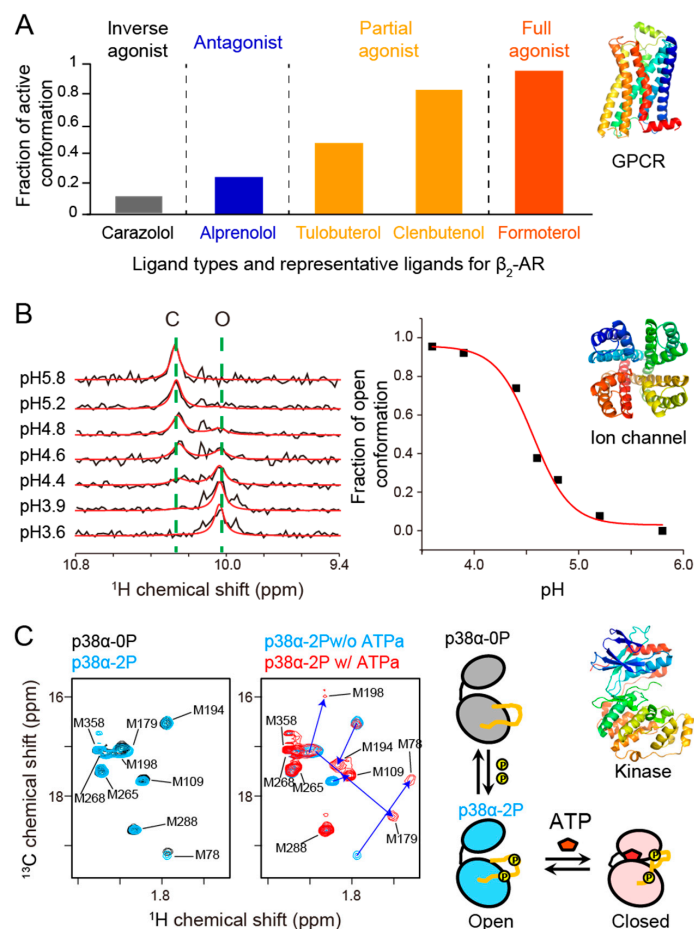 A
Inverse agonist
Antagonist
Partial agonist
Full agonist
Fraction of active conformation
1
0.8
0.6
0.4
0.2
0
Carazolol
Alprenolol
Tulobuterol
Clenbutenol
Formoterol
Ligand types and representative ligands for β₂-AR
GPCR
B
C
O
pH5.8
pH5.2
pH4.8
pH4.6
pH4.4
pH3.9
pH3.6
10.8
10.0
9.4
¹H chemical shift (ppm)
Fraction of open conformation
1.0
0.8
0.6
0.4
0.2
0.0
4.0
5.0
6.0
pH
Ion channel
C
p38α-0P
p38α-2P
16
18
M194
M358
M179
M198
M109
M268
M265
M288
M78
1.8
¹³C chemical shift (ppm)
¹H chemical shift (ppm)
p38α-2Pw/o ATPa
p38α-2P w/ ATPa
M198
M358
M194
M78
M109
M268
M265
M288
M179
1.8
p38α-0P
P
P
p38α-2P
P
P
Open
ATP
P
P
Closed
Kinase